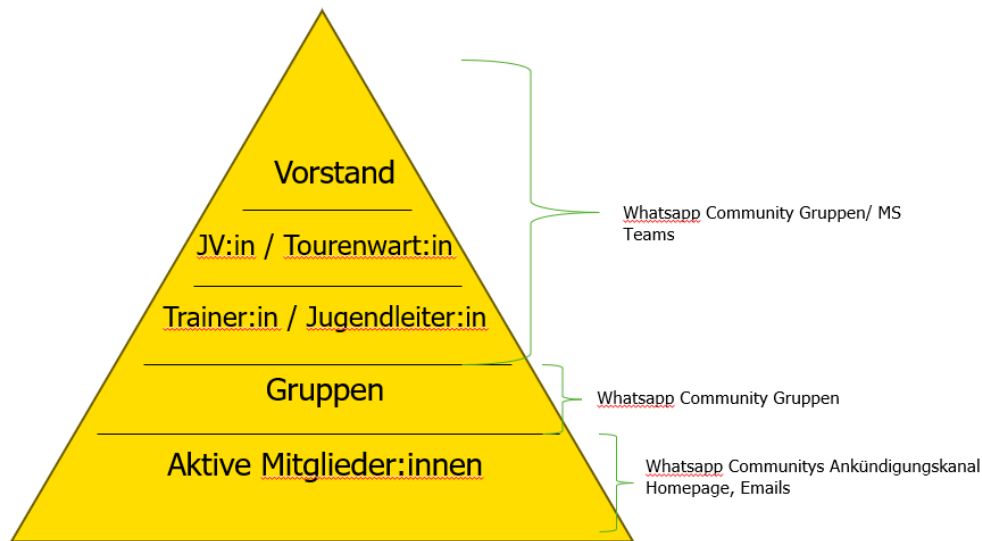 Vorstand
JV:in / Tourenwart:in
Whatsapp Community Gruppen/ MS
Teams
Trainer:in / Jugendleiter:in
Gruppen
Whatsapp Community Gruppen
Aktive Mitglieder:innen
Whatsapp Communitys Ankündigungskanal
Homepage, Emails